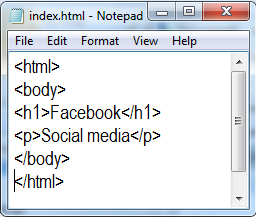 index.html - Notepad
File Edit Format View Help
<html>
<body>
<h1>Facebook</h1>
<p>Social media</p>
</body>
</html>